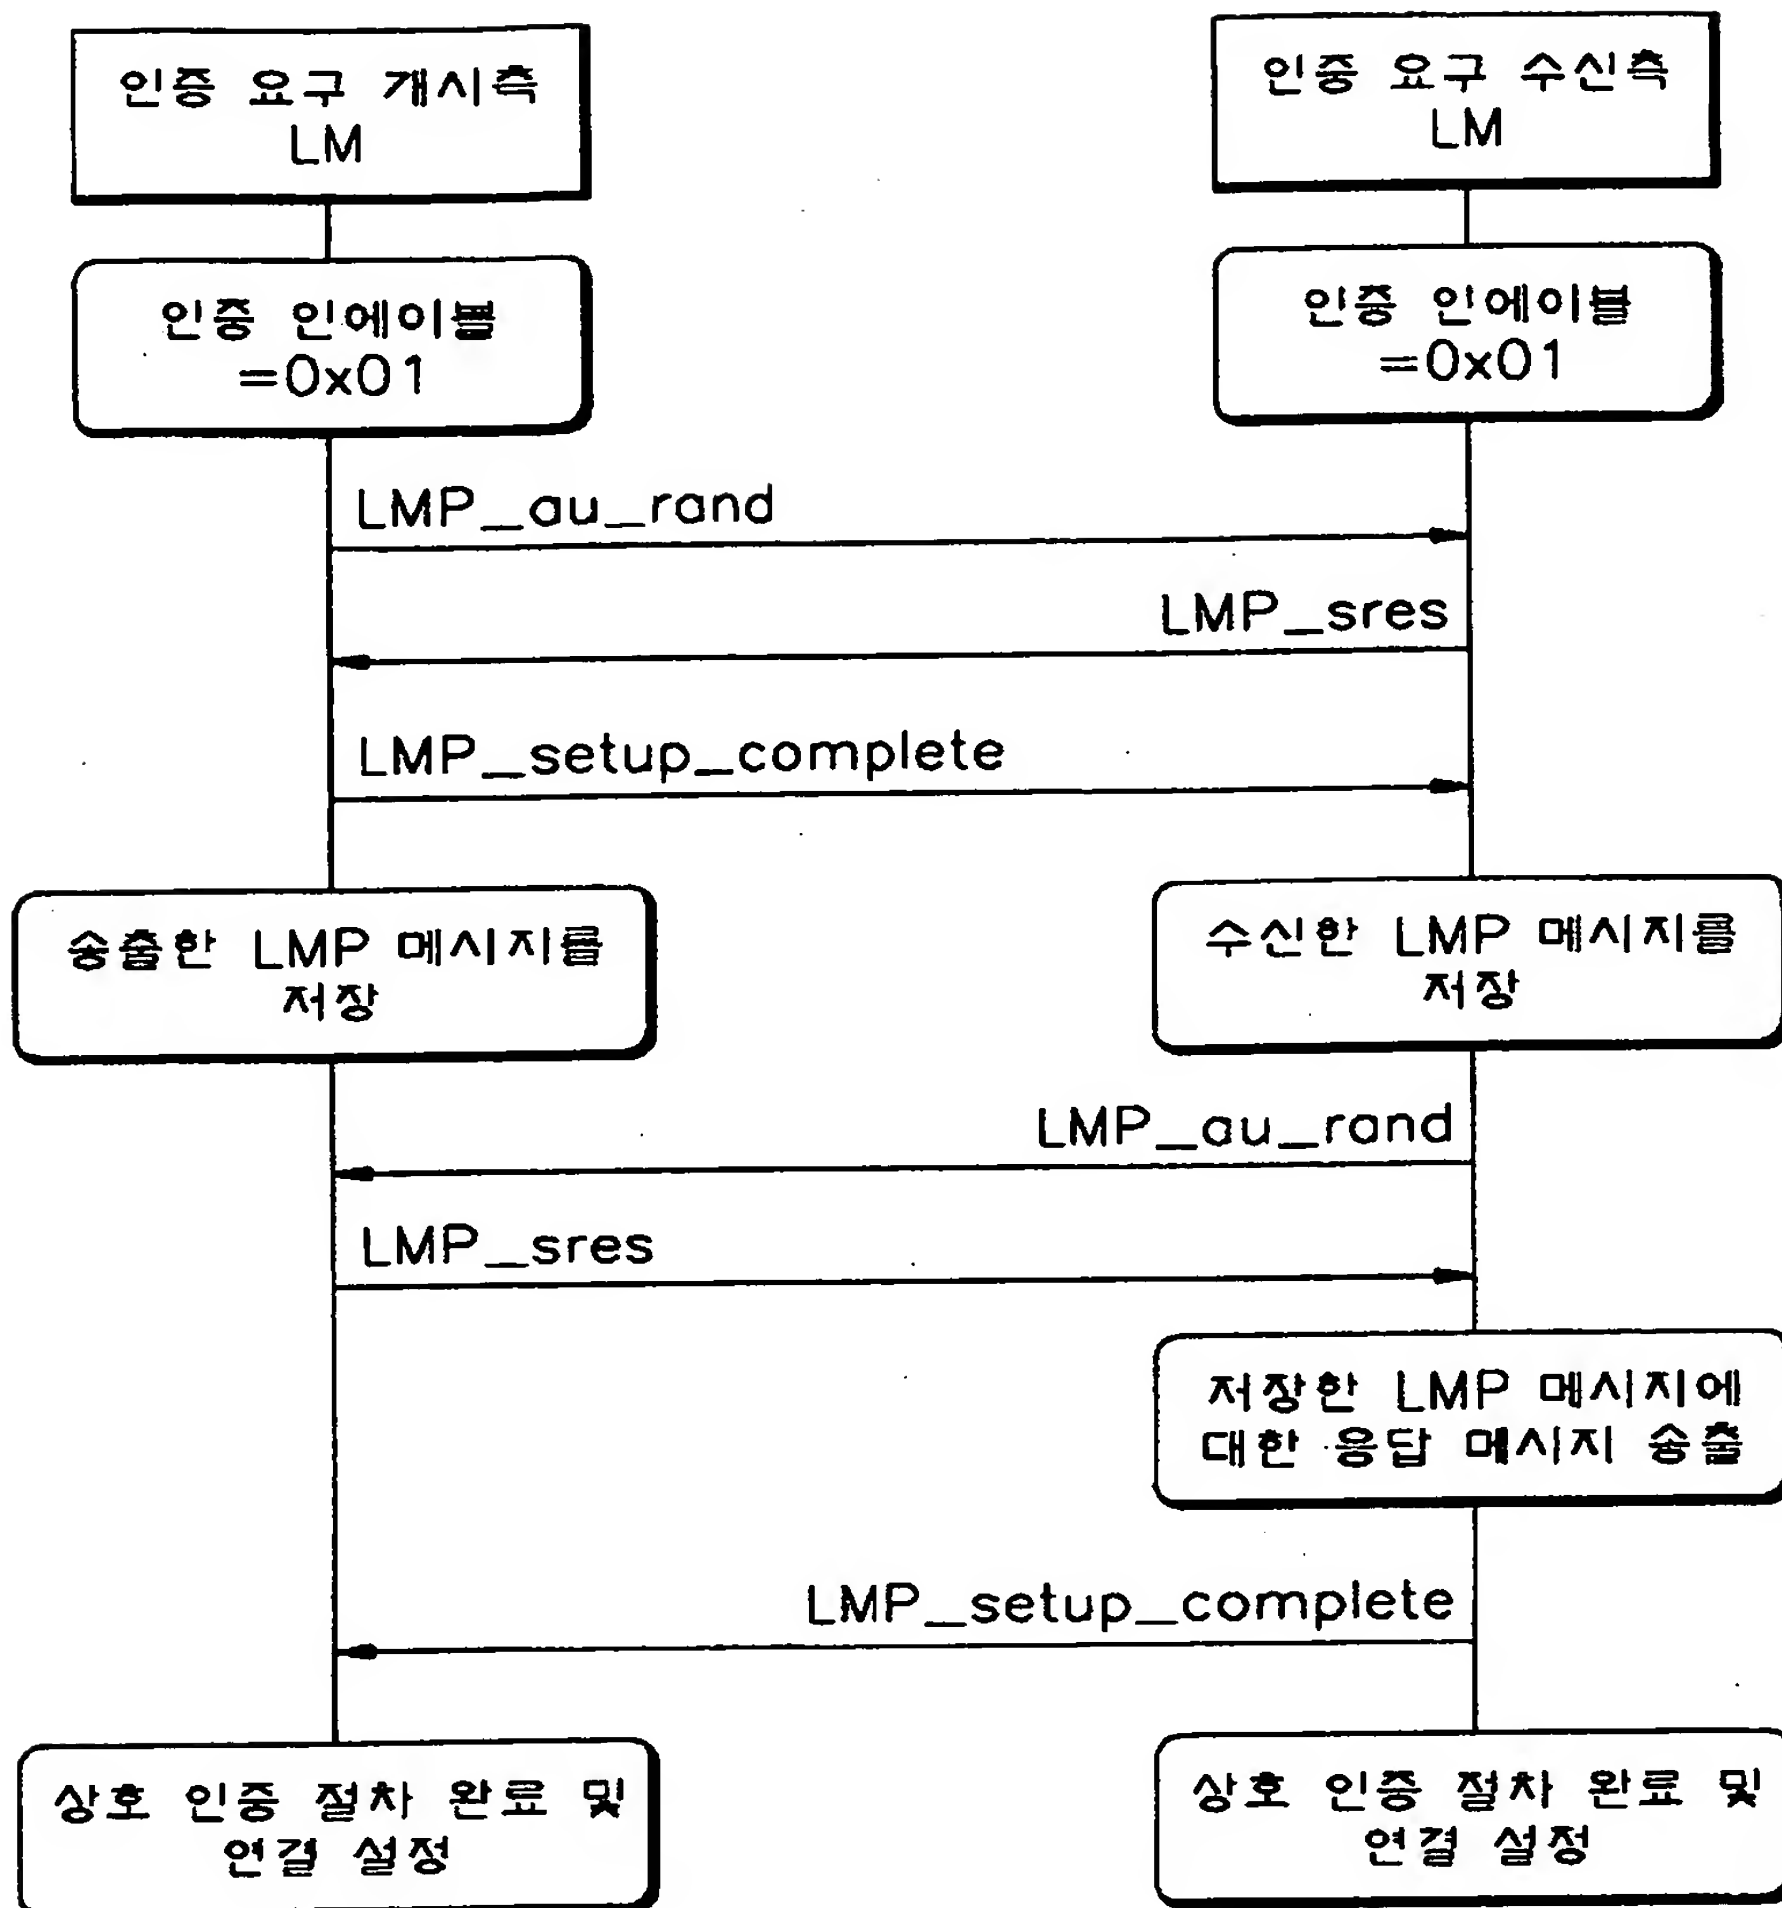 인증 요구 개시측
LM
인증 요구 수신측
LM
인증 인에이블
=0x01
인증 인에이블
=0x01
LMP_au_rand
LMP_sres
LMP_setup_complete
송출한 LMP 메시지를
저장
수신한 LMP 메시지를
저장
LMP_au_rand
LMP_sres
저장한 LMP 메시지에
대한 응답 메시지 송출
LMP_setup_complete
상호 인증 절차 완료 및
연결 설정
상호 인증 절차 완료 및
연결 설정